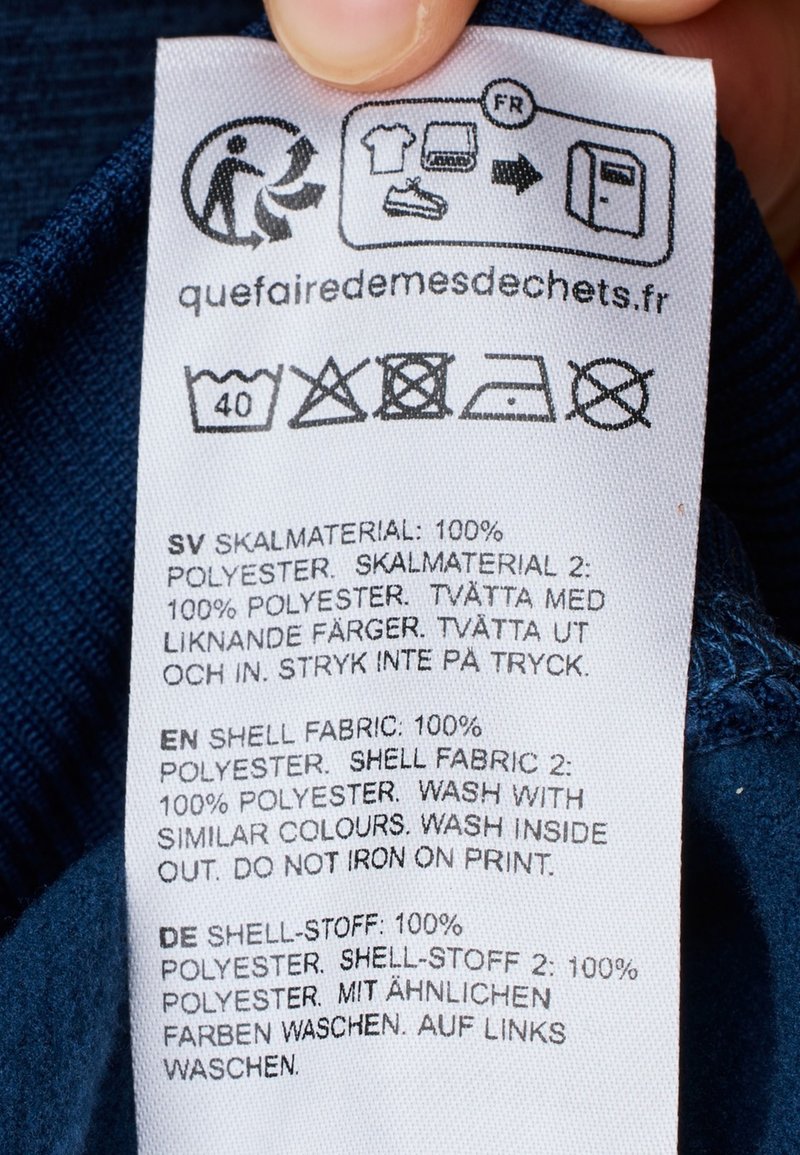 FR
quefairedemesdechets.fr
40
SV SKALMATERIAL: 100%
POLYESTER. SKALMATERIAL 2:
100% POLYESTER. TVÄTTA MED
LIKNANDE FÄRGER. TVÄTTA UT
OCH IN. STRYK INTE PÅ TRYCK.
EN SHELL FABRIC: 100%
POLYESTER. SHELL FABRIC 2:
100% POLYESTER. WASH WITH
SIMILAR COLOURS. WASH INSIDE
OUT. DO NOT IRON ON PRINT.
DE SHELL-STOFF: 100%
POLYESTER. SHELL-STOFF 2: 100%
POLYESTER. MIT ÄHNLICHEN
FARBEN WASCHEN. AUF LINKS
WASCHEN.